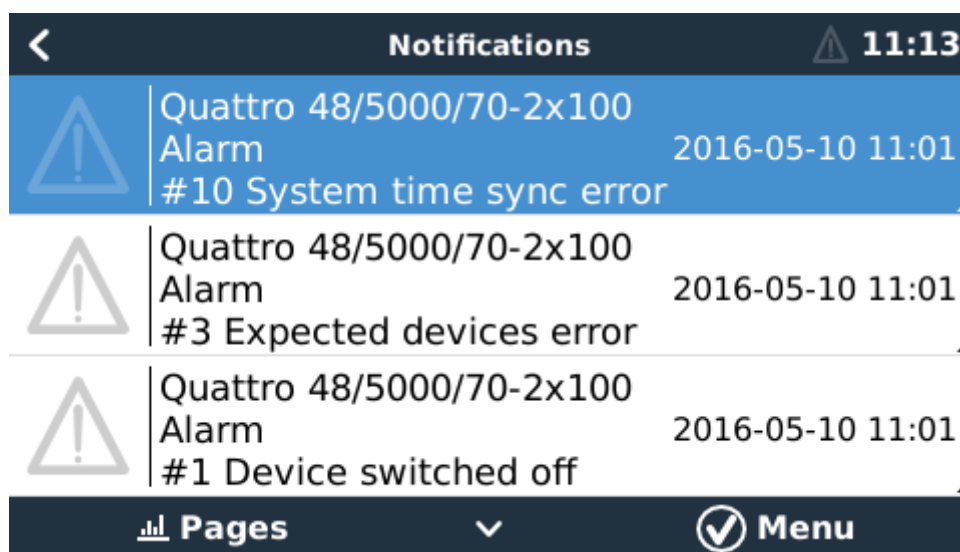 Notifications 11:13
Quattro 48/5000/70-2x100
Alarm 2016-05-10 11:01
#10 System time sync error
Quattro 48/5000/70-2x100
Alarm 2016-05-10 11:01
#3 Expected devices error
Quattro 48/5000/70-2x100
Alarm 2016-05-10 11:01
#1 Device switched off
Pages Menu